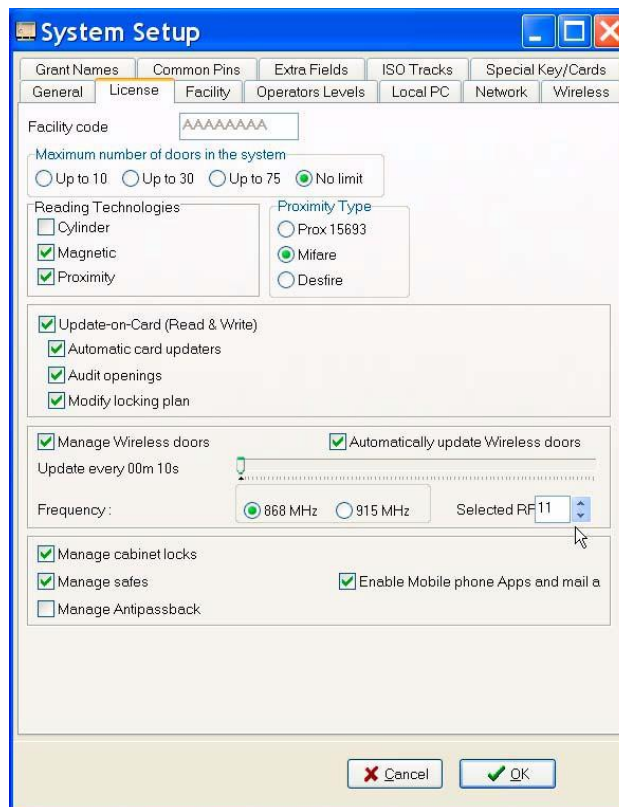 System Setup
Grant Names Common Pins Extra Fields ISO Tracks Special Key/Cards
General License Facility Operators Levels Local PC Network Wireless
Facility code AAAAAAAA
Maximum number of doors in the system
Up to 10 Up to 30 Up to 75 No limit
Reading Technologies Proximity Type
Cylinder Prox 15693
Magnetic Mifare
Proximity Desfire
Update-on-Card (Read & Write)
Automatic card updaters
Audit openings
Modify locking plan
Manage Wireless doors Automatically update Wireless doors
Update every 00m 10s
Frequency : 868 MHz 915 MHz Selected RF 11
Manage cabinet locks
Manage safes Enable Mobile phone Apps and mail a
Manage Antipassback
Cancel OK